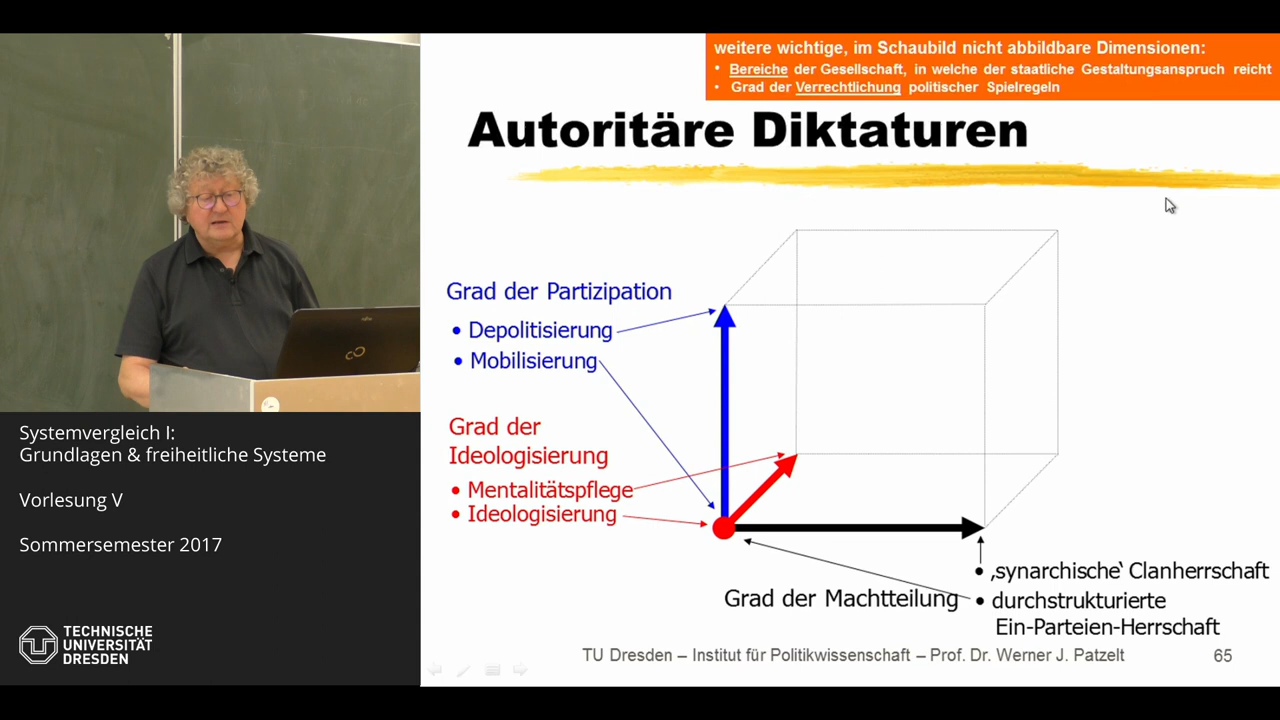 weitere wichtige, im Schaubild nicht abbildbare Dimensionen:
• Bereiche der Gesellschaft, in welche der staatliche Gestaltungsanspruch reicht
• Grad der Verrechtlichung politischer Spielregeln
Autoritäre Diktaturen
Grad der Partizipation
• Depolitisierung
• Mobilisierung
Grad der
Ideologisierung
• Mentalitätspflege
• Ideologisierung
Grad der Machtteilung
• ‚synarchische‘ Clanherrschaft
• durchstrukturierte
Ein-Parteien-Herrschaft
TU Dresden – Institut für Politikwissenschaft – Prof. Dr. Werner J. Patzelt
65
Systemvergleich I:
Grundlagen & freiheitliche Systeme
Vorlesung V
Sommersemester 2017
TECHNISCHE
UNIVERSITÄT
DRESDEN